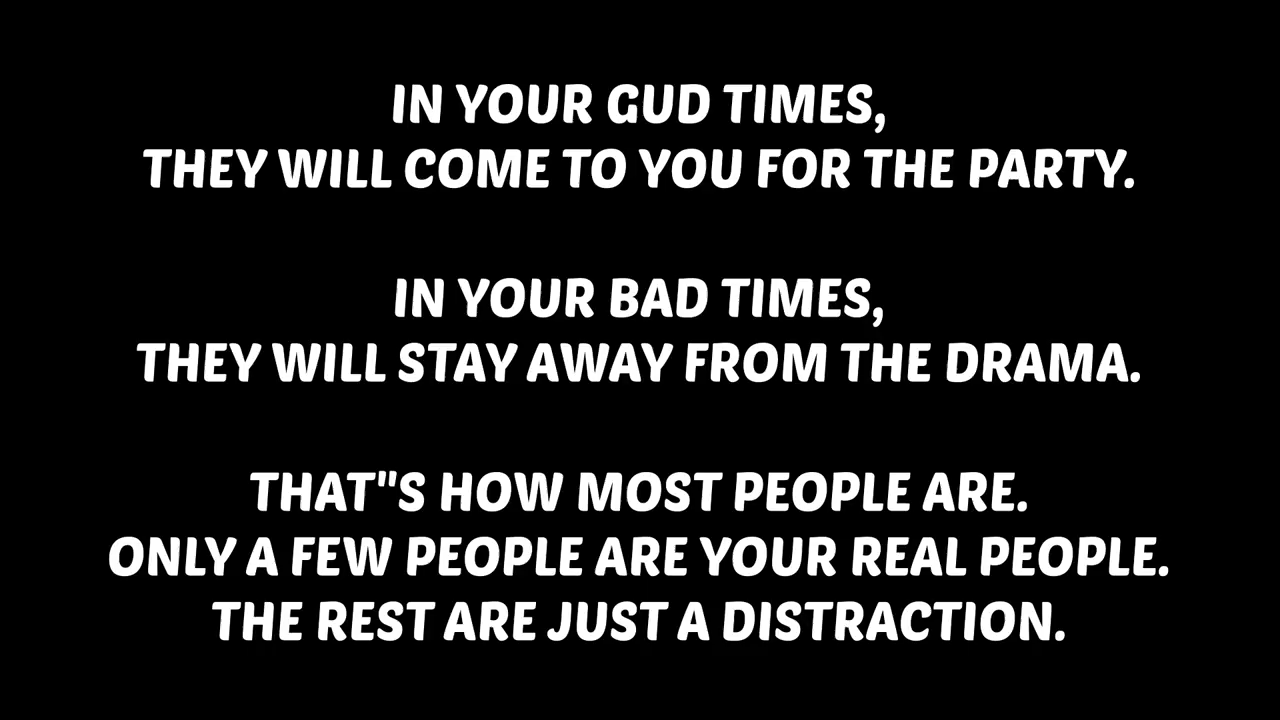 IN YOUR GUD TIMES,
THEY WILL COME TO YOU FOR THE PARTY.
IN YOUR BAD TIMES,
THEY WILL STAY AWAY FROM THE DRAMA.
THAT"S HOW MOST PEOPLE ARE.
ONLY A FEW PEOPLE ARE YOUR REAL PEOPLE.
THE REST ARE JUST A DISTRACTION.